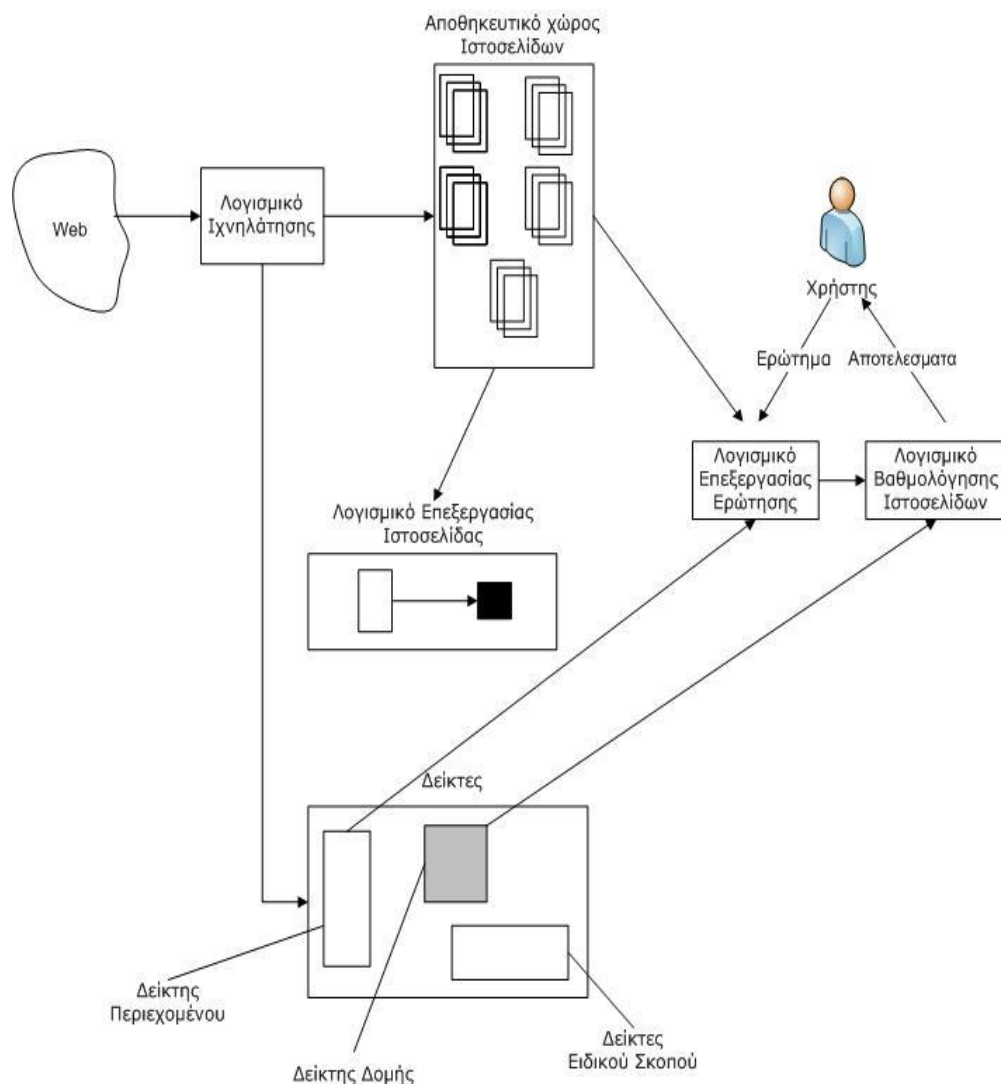 Αποθηκευτικό χώρος
Ιστοσελίδων
Web
Λογισμικό
Ιχνηλάτησης
Χρήστης
Ερώτημα
Αποτελεσματα
Λογισμικό
Επεξεργασίας
Ερώτησης
Λογισμικό
Βαθμολόγησης
Ιστοσελίδων
Λογισμικό Επεξεργασίας
Ιστοσελίδας
Δείκτες
Δείκτης
Περιεχομένου
Δείκτης Δομής
Δείκτες
Ειδικού Σκοπού